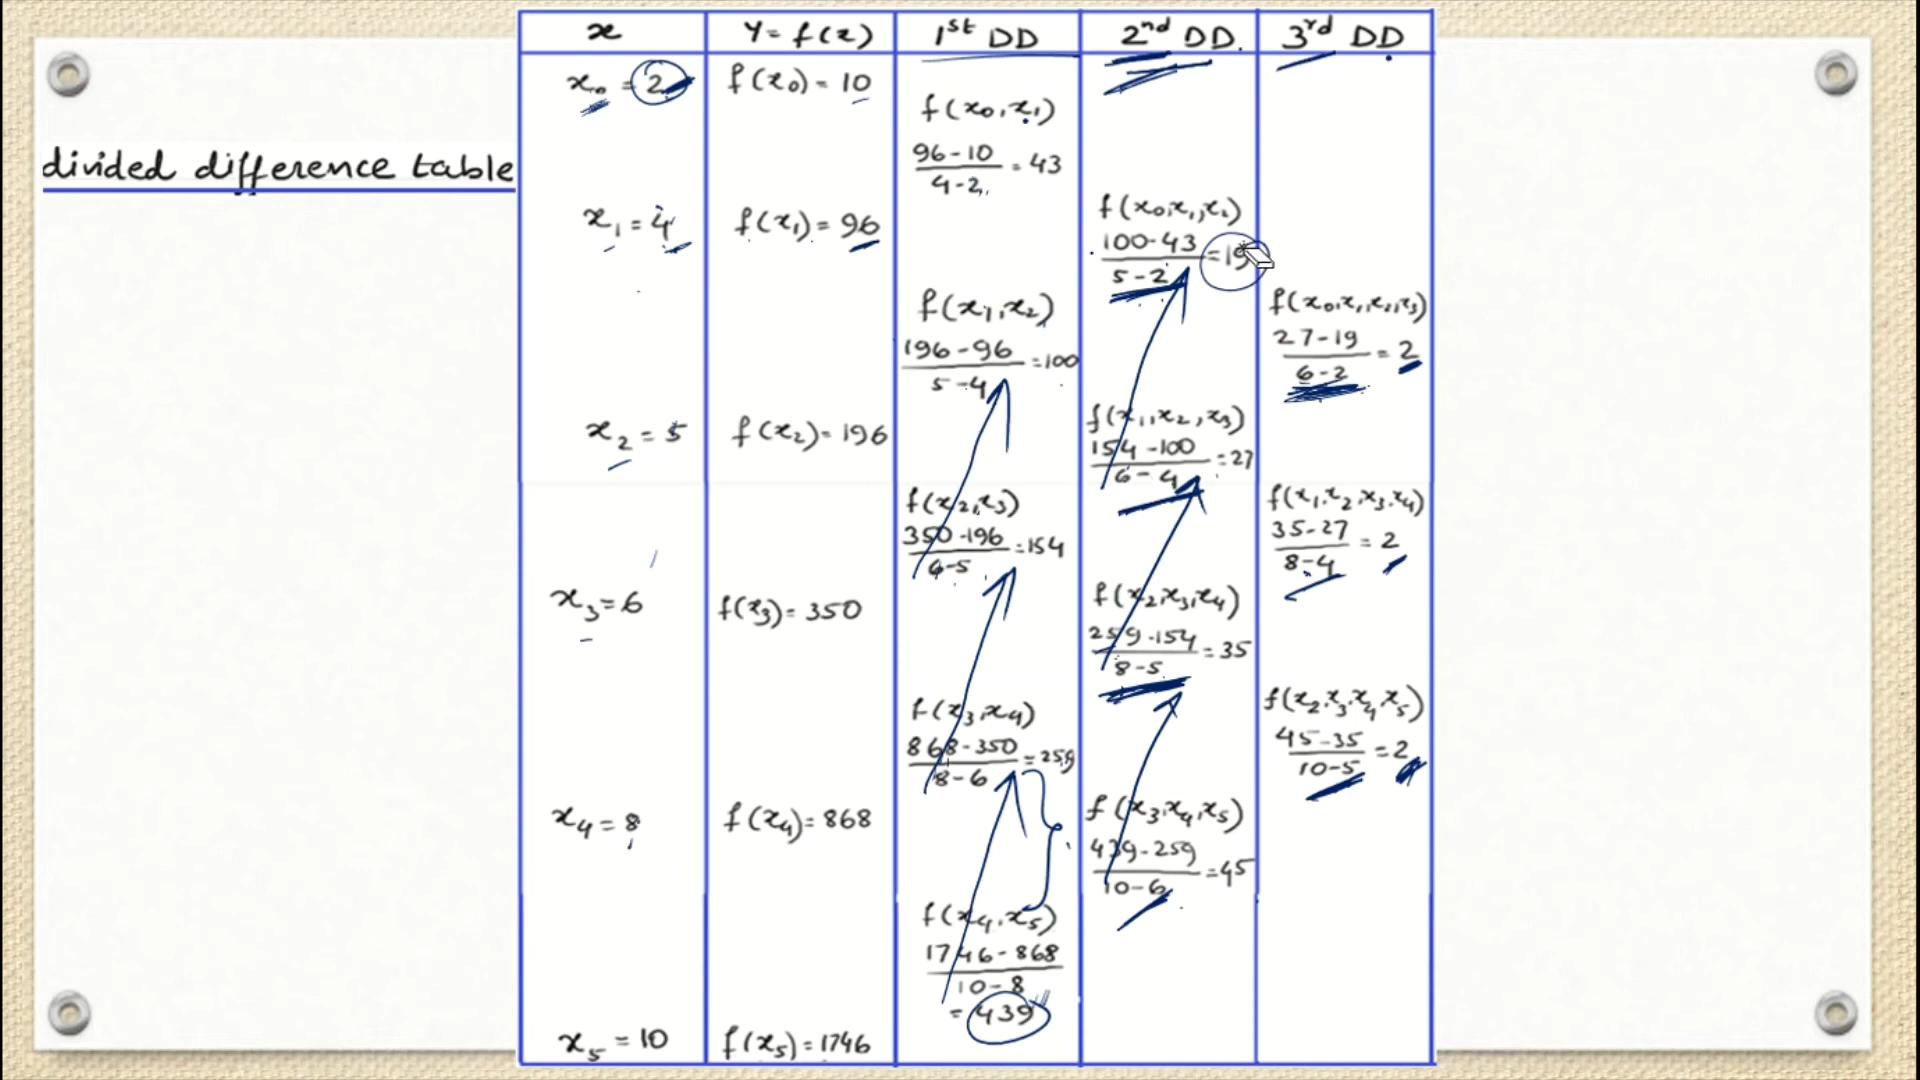 divided difference table
x Y = f(x) 1st DD 2nd DD 3rd DD
x₀ = 2 f(x₀) = 10
f(x₀,x₁)
96-10
4-2
= 43
x₁ = 4 f(x₁) = 96
f(x₀,x₁,x₂)
100-43
5-2
= 19
f(x₁,x₂)
196-96
5-4
= 100
f(x₀,x₁,x₂,x₃)
27-19
6-2
= 2
x₂ = 5 f(x₂) = 196
f(x₁,x₂,x₃)
154-100
6-4
= 27
f(x₂,x₃)
350-196
6-5
= 154
f(x₁,x₂,x₃,x₄)
35-27
8-4
= 2
x₃ = 6 f(x₃) = 350
f(x₂,x₃,x₄)
259-154
8-5
= 35
f(x₃,x₄)
868-350
8-6
= 259
f(x₂,x₃,x₄,x₅)
45-35
10-5
= 2
x₄ = 8 f(x₄) = 868
f(x₃,x₄,x₅)
439-259
10-6
= 45
f(x₄,x₅)
1746-868
10-8
= 439
x₅ = 10 f(x₅) = 1746